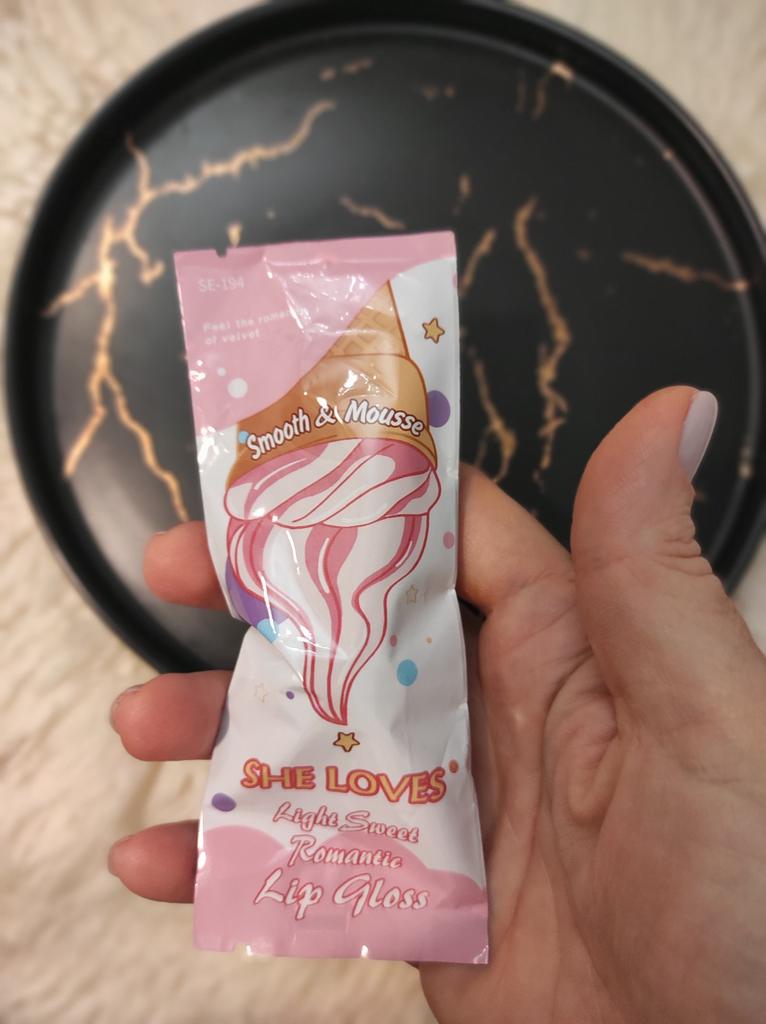 SE-194
Feel the romance
of velvet
Smooth & Mousse
SHE LOVES
Light Sweet
Romantic
Lip Gloss